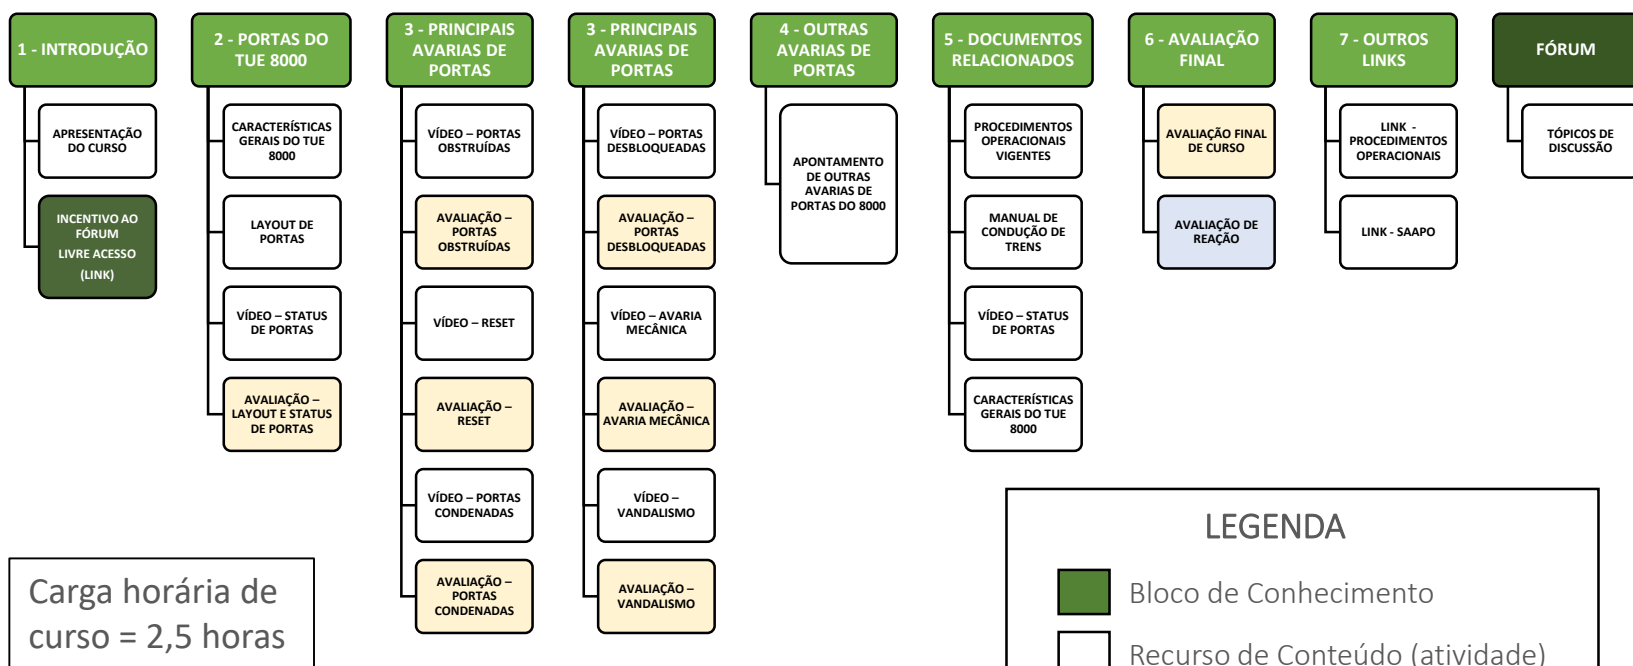 1 - INTRODUÇÃO
APRESENTAÇÃO
DO CURSO
INCENTIVO AO
FÓRUM
LIVRE ACESSO
(LINK)
2 - PORTAS DO
TUE 8000
CARACTERÍSTICAS
GERAIS DO TUE
8000
LAYOUT DE
PORTAS
VÍDEO – STATUS
DE PORTAS
AVALIAÇÃO –
LAYOUT E STATUS
DE PORTAS
3 - PRINCIPAIS
AVARIAS DE
PORTAS
VÍDEO – PORTAS
OBSTRUÍDAS
AVALIAÇÃO –
PORTAS
OBSTRUÍDAS
VÍDEO – RESET
AVALIAÇÃO –
RESET
VÍDEO – PORTAS
CONDENADAS
AVALIAÇÃO –
PORTAS
CONDENADAS
3 - PRINCIPAIS
AVARIAS DE
PORTAS
VÍDEO – PORTAS
DESBLOQUEADAS
AVALIAÇÃO –
PORTAS
DESBLOQUEADAS
VÍDEO – AVARIA
MECÂNICA
AVALIAÇÃO –
AVARIA MECÂNICA
VÍDEO –
VANDALISMO
AVALIAÇÃO –
VANDALISMO
4 - OUTRAS
AVARIAS DE
PORTAS
APONTAMENTO
DE OUTRAS
AVARIAS DE
PORTAS DO 8000
5 - DOCUMENTOS
RELACIONADOS
PROCEDIMENTOS
OPERACIONAIS
VIGENTES
MANUAL DE
CONDUÇÃO DE
TRENS
VÍDEO – STATUS
DE PORTAS
CARACTERÍSTICAS
GERAIS DO TUE
8000
6 - AVALIAÇÃO
FINAL
AVALIAÇÃO FINAL
DE CURSO
AVALIAÇÃO DE
REAÇÃO
7 - OUTROS
LINKS
LINK -
PROCEDIMENTOS
OPERACIONAIS
LINK - SAAPO
FÓRUM
TÓPICOS DE
DISCUSSÃO
Carga horária de
curso = 2,5 horas
LEGENDA
Bloco de Conhecimento
Recurso de Conteúdo (atividade)